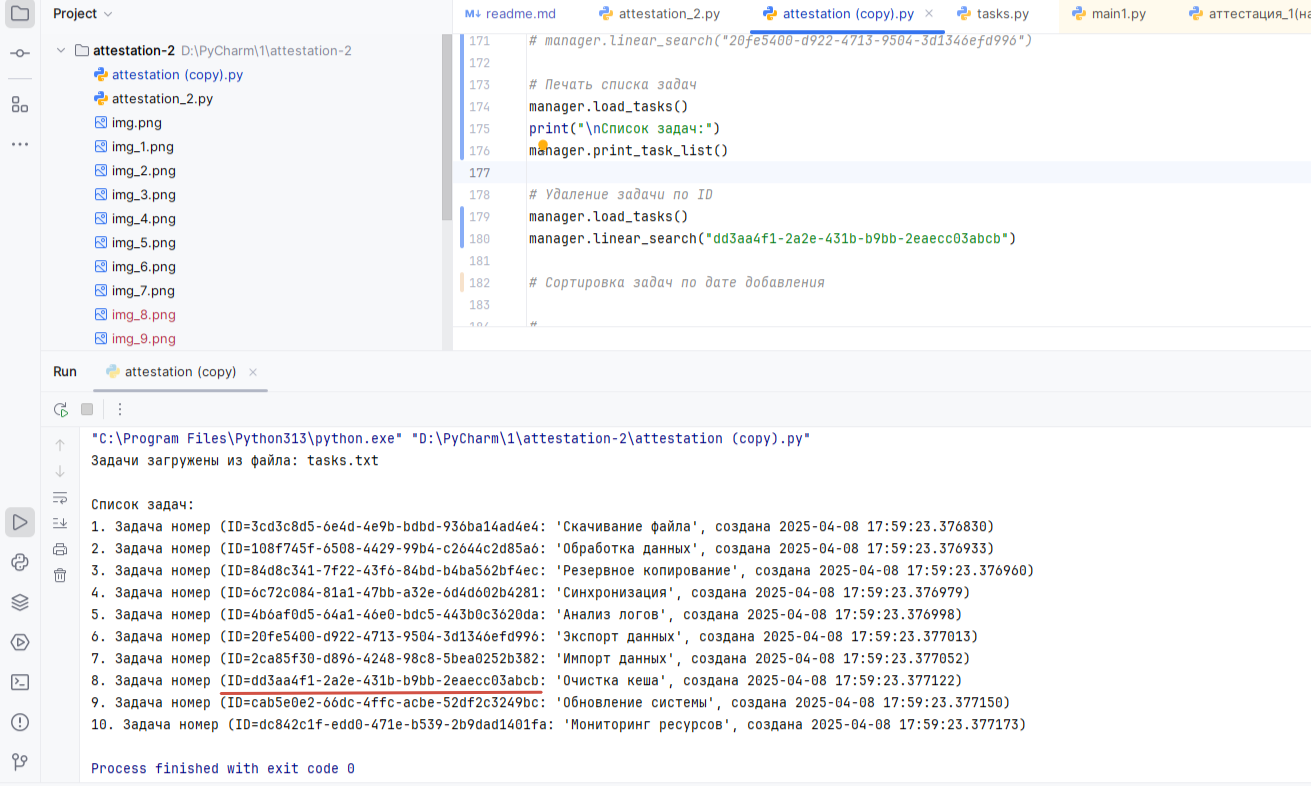 Project
readme.md
attestation_2.py
attestation (copy).py
tasks.py
main1.py
аттестация_1(на
attestation-2 D:\PyCharm\1\attestation-2
attestation (copy).py
attestation_2.py
img.png
img_1.png
img_2.png
img_3.png
img_4.png
img_5.png
img_6.png
img_7.png
img_8.png
img_9.png
171 # manager.linear_search("20fe5400-d922-4713-9504-3d1346efd996")
172
173 # Печать списка задач
174 manager.load_tasks()
175 print("\nСписок задач:")
176 manager.print_task_list()
177
178 # Удаление задачи по ID
179 manager.load_tasks()
180 manager.linear_search("dd3aa4f1-2a2e-431b-b9bb-2eaecc03abcb")
181
182 # Сортировка задач по дате добавления
183
184 #
Run attestation (copy)
"C:\Program Files\Python313\python.exe" "D:\PyCharm\1\attestation-2\attestation (copy).py"
Задачи загружены из файла: tasks.txt
Список задач:
1. Задача номер (ID=3cd3c8d5-6e4d-4e9b-bdbd-936ba14ad4e4: 'Скачивание файла', создана 2025-04-08 17:59:23.376830)
2. Задача номер (ID=108f745f-6508-4429-99b4-c2644c2d85a6: 'Обработка данных', создана 2025-04-08 17:59:23.376933)
3. Задача номер (ID=84d8c341-7f22-43f6-84bd-b4ba562bf4ec: 'Резервное копирование', создана 2025-04-08 17:59:23.376960)
4. Задача номер (ID=6c72c084-81a1-47bb-a32e-6d4d602b4281: 'Синхронизация', создана 2025-04-08 17:59:23.376979)
5. Задача номер (ID=4b6af0d5-64a1-46e0-bdc5-443b0c3620da: 'Анализ логов', создана 2025-04-08 17:59:23.376998)
6. Задача номер (ID=20fe5400-d922-4713-9504-3d1346efd996: 'Экспорт данных', создана 2025-04-08 17:59:23.377013)
7. Задача номер (ID=2ca85f30-d896-4248-98c8-5bea0252b382: 'Импорт данных', создана 2025-04-08 17:59:23.377052)
8. Задача номер (ID=dd3aa4f1-2a2e-431b-b9bb-2eaecc03abcb: 'Очистка кеша', создана 2025-04-08 17:59:23.377122)
9. Задача номер (ID=cab5e0e2-66dc-4ffc-acbe-52df2c3249bc: 'Обновление системы', создана 2025-04-08 17:59:23.377150)
10. Задача номер (ID=dc842c1f-edd0-471e-b539-2b9dad1401fa: 'Мониторинг ресурсов', создана 2025-04-08 17:59:23.377173)
Process finished with exit code 0